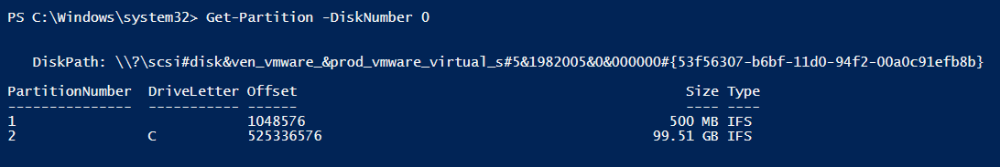 PS C:\Windows\system32> Get-Partition -DiskNumber 0
DiskPath: \\?\scsi#disk&ven_vmware_&prod_vmware_virtual_s#5&1982005&0&000000#{53f56307-b6bf-11d0-94f2-00a0c91efb8b}
PartitionNumber DriveLetter Offset Size Type
--------------- ----------- ------ ---- ----
1 1048576 500 MB IFS
2 C 525336576 99.51 GB IFS